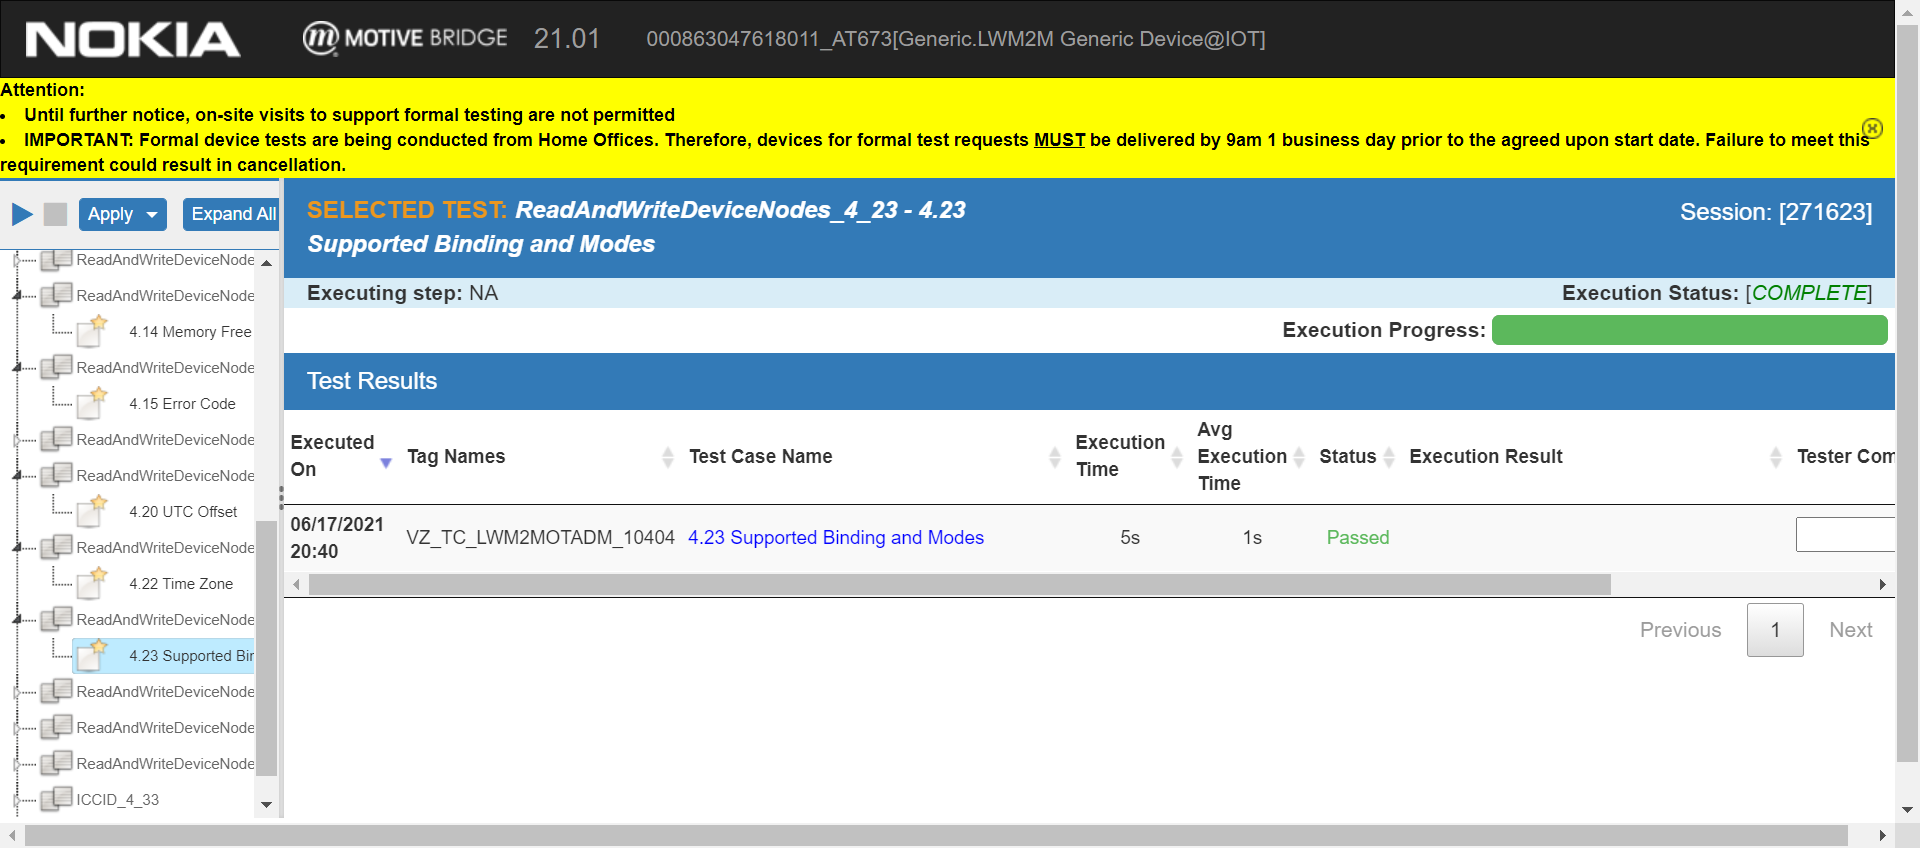 NOKIA
m MOTIVE BRIDGE 21.01 000863047618011_AT673[Generic.LWM2M Generic Device@IOT]
Attention:
• Until further notice, on-site visits to support formal testing are not permitted
• IMPORTANT: Formal device tests are being conducted from Home Offices. Therefore, devices for formal test requests MUST be delivered by 9am 1 business day prior to the agreed upon start date. Failure to meet this
requirement could result in cancellation.
Apply
Expand All
ReadAndWriteDeviceNode
ReadAndWriteDeviceNode
4.14 Memory Free
ReadAndWriteDeviceNode
4.15 Error Code
ReadAndWriteDeviceNode
ReadAndWriteDeviceNode
4.20 UTC Offset
ReadAndWriteDeviceNode
4.22 Time Zone
ReadAndWriteDeviceNode
4.23 Supported Bin
ReadAndWriteDeviceNode
ReadAndWriteDeviceNode
ReadAndWriteDeviceNode
ICCID_4_33
SELECTED TEST: ReadAndWriteDeviceNodes_4_23 - 4.23
Supported Binding and Modes
Session: [271623]
Executing step: NA
Execution Status: [COMPLETE]
Execution Progress:
Test Results
Executed
On
Tag Names
Test Case Name
Execution
Time
Avg
Execution
Time
Status
Execution Result
Tester Com
06/17/2021
20:40
VZ_TC_LWM2MOTADM_10404
4.23 Supported Binding and Modes
5s
1s
Passed
Previous
1
Next